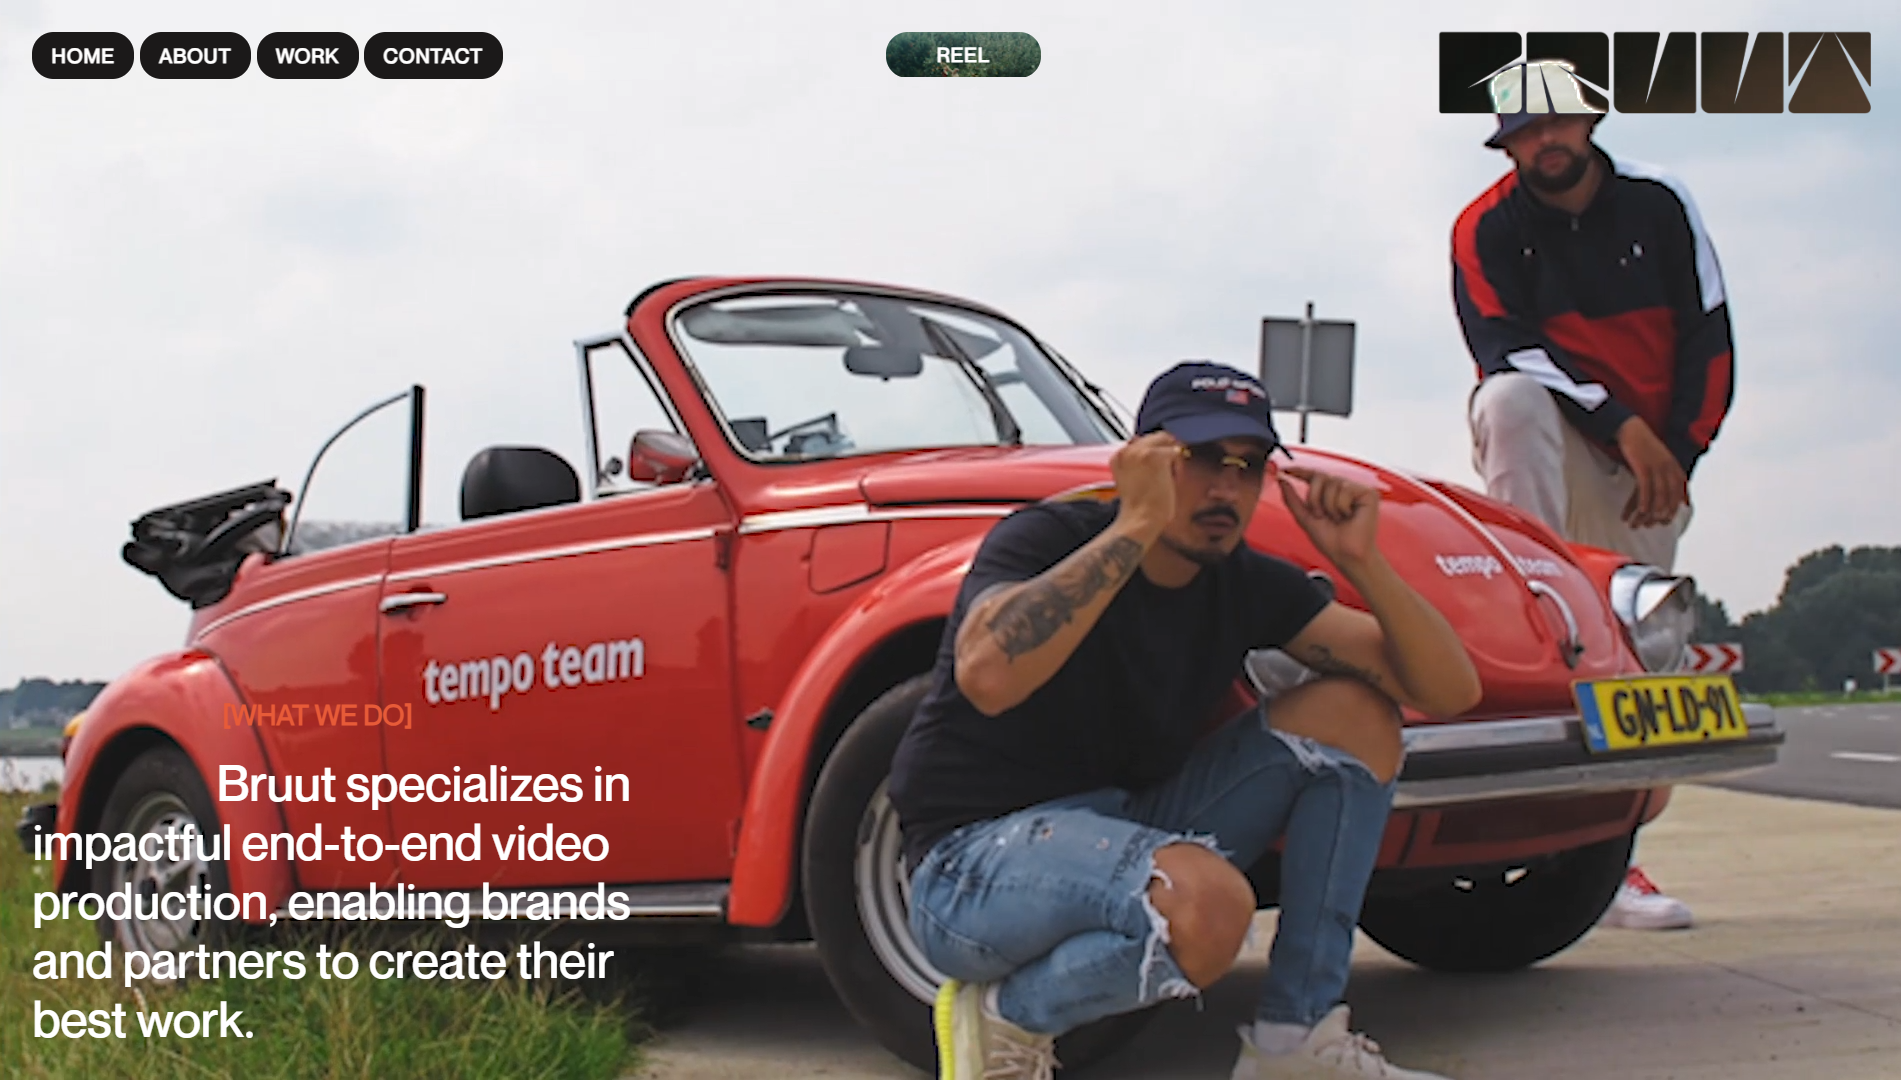 HOME ABOUT WORK CONTACT
REEL
BRUUT
tempo team
tempo team
GN-LD-91
[WHAT WE DO]
Bruut specializes in
impactful end-to-end video
production, enabling brands
and partners to create their
best work.